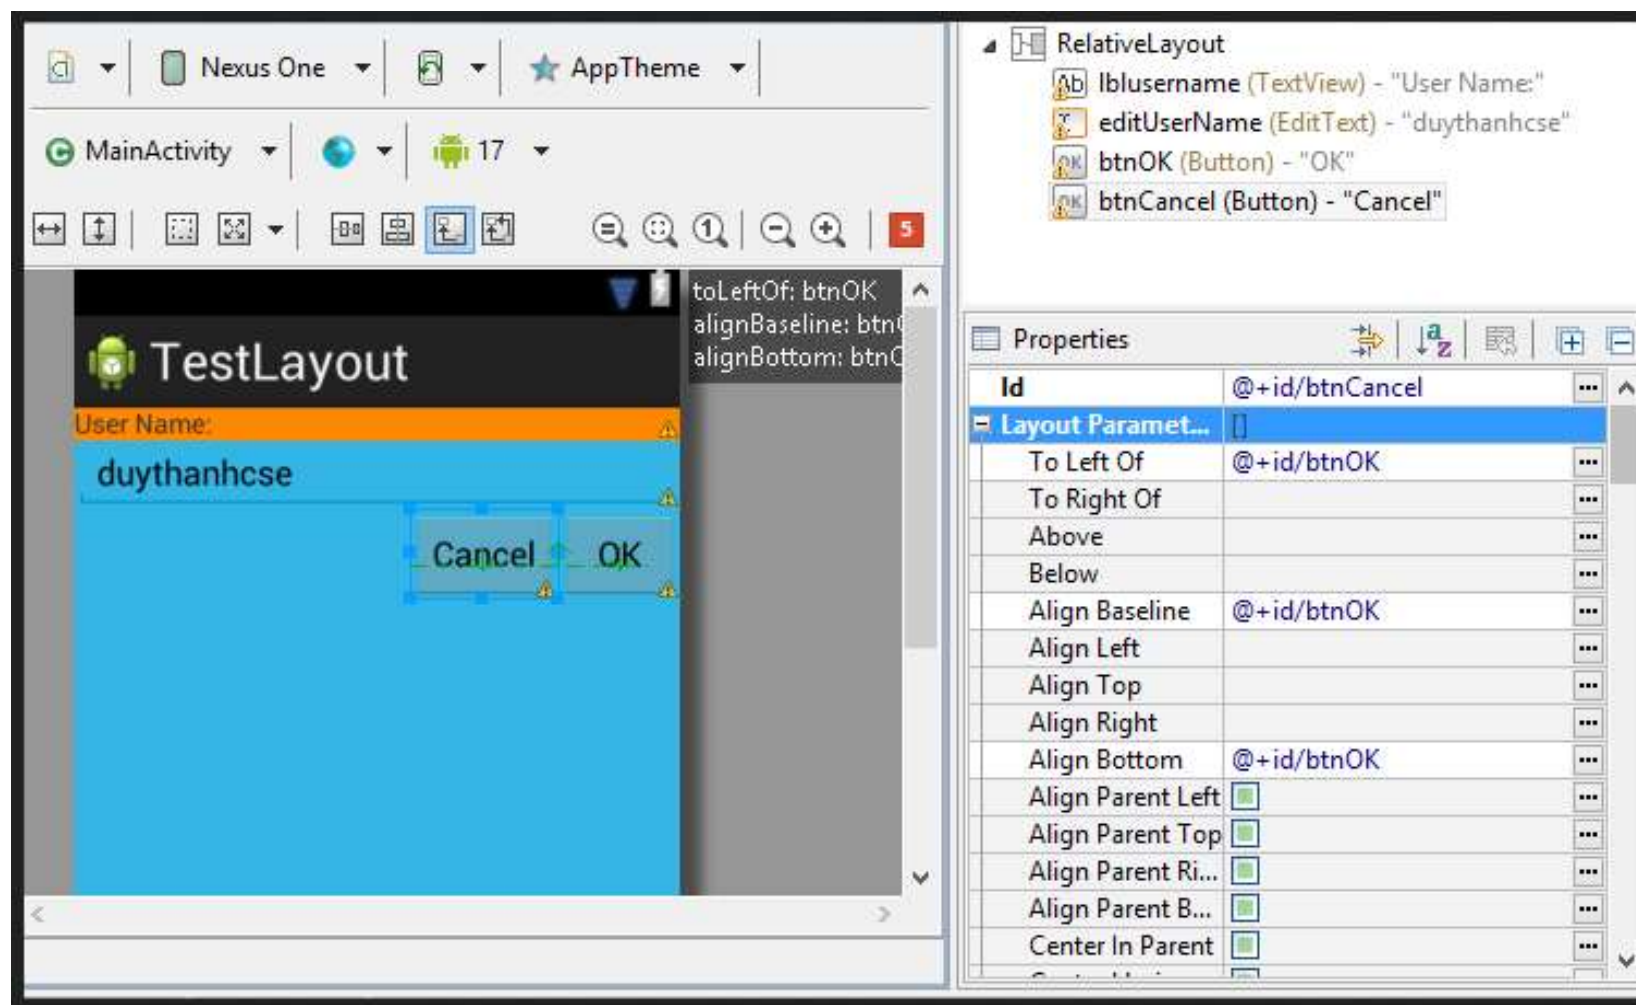 Nexus One
AppTheme
MainActivity
17
5
toLeftOf: btnOK
alignBaseline:
alignBottom:
TestLayout
User Name:
duythanhcse
Cancel OK
RelativeLayout
Ab lblusername (TextView) - "User Name:"
editUserName (EditText) - "duythanhcse"
OK btnOK (Button) - "OK"
OK btnCancel (Button) - "Cancel"
Properties
Id @+id/btnCancel
Layout Paramet... []
To Left Of @+id/btnOK
To Right Of
Above
Below
Align Baseline @+id/btnOK
Align Left
Align Top
Align Right
Align Bottom @+id/btnOK
Align Parent Left
Align Parent Top
Align Parent Ri...
Align Parent B...
Center In Parent